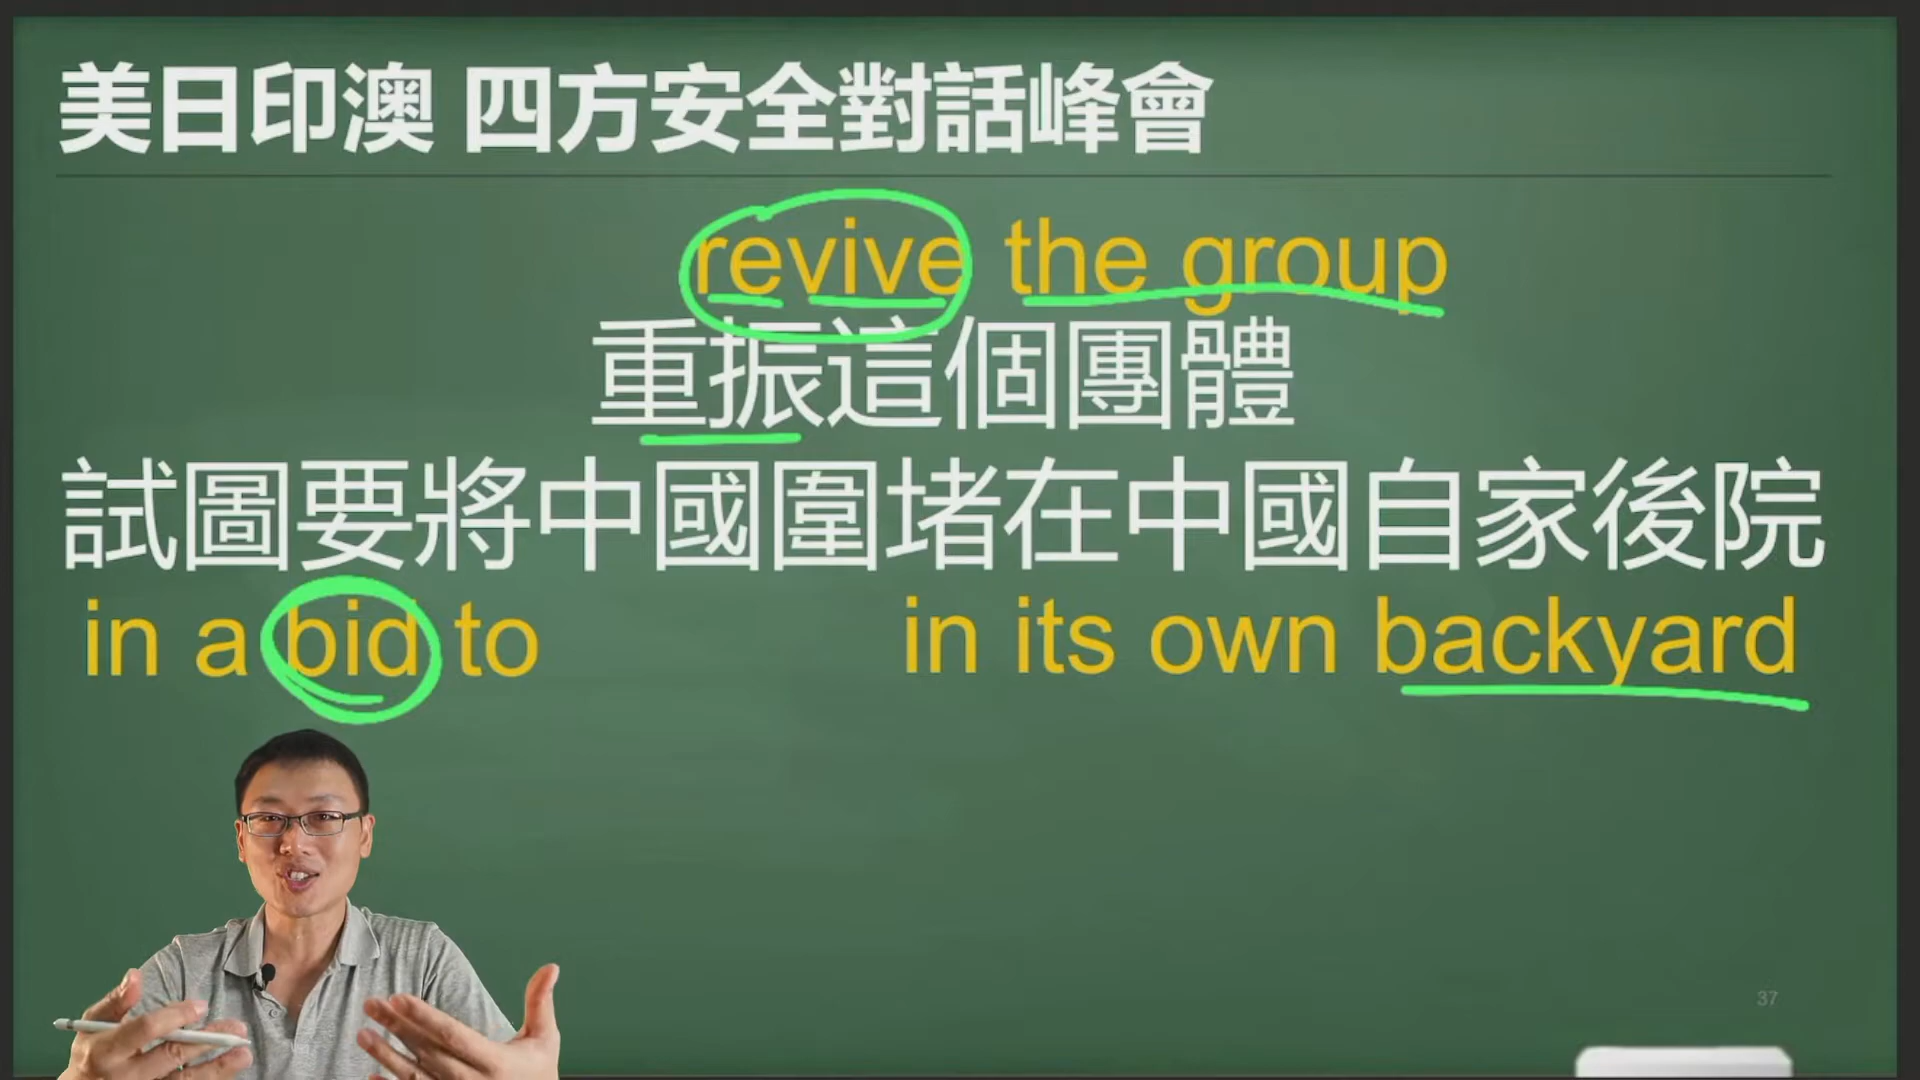 美日印澳 四方安全對話峰會
revive the group
重振這個團體
試圖要將中國圍堵在中國自家後院
in a bid to in its own backyard
37